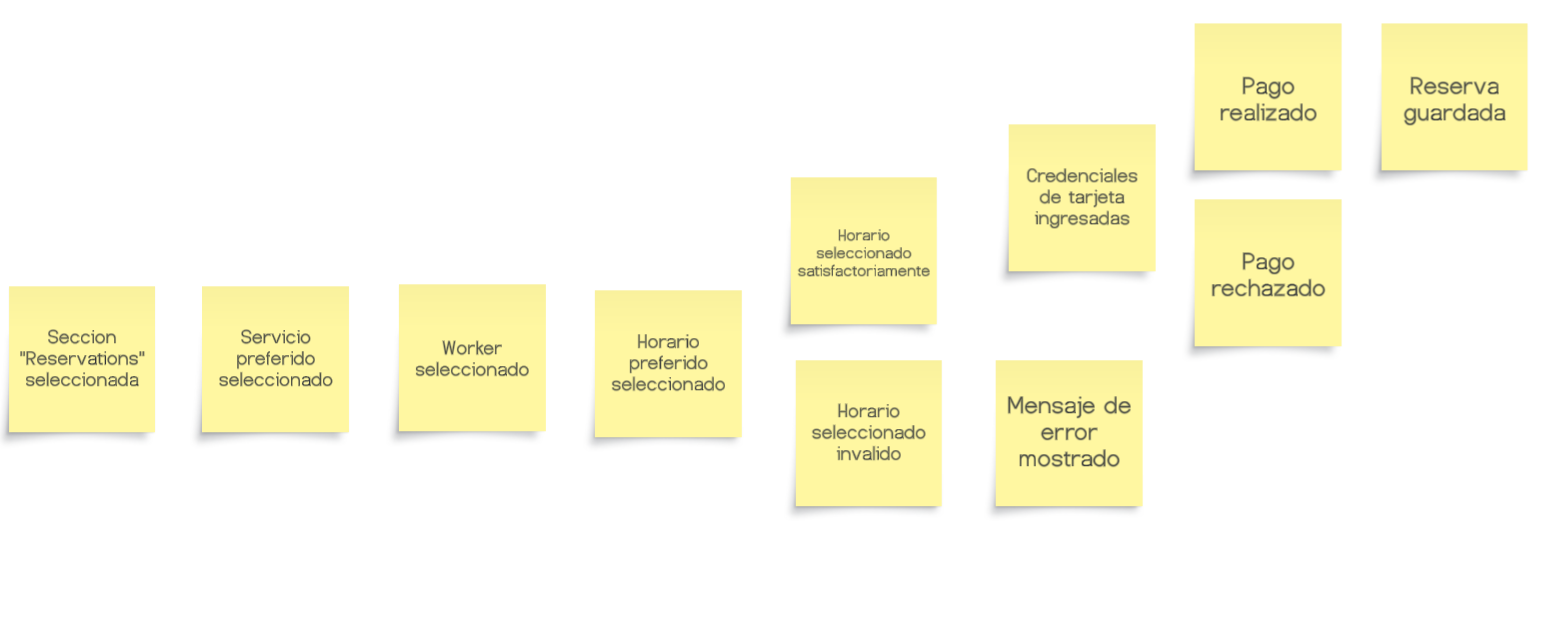 Seccion
"Reservations"
seleccionada
Servicio
preferido
seleccionado
Worker
seleccionado
Horario
preferido
seleccionado
Horario
seleccionado
satisfactoriamente
Horario
seleccionado
invalido
Credenciales
de tarjeta
ingresadas
Mensaje de
error
mostrado
Pago
realizado
Pago
rechazado
Reserva
guardada